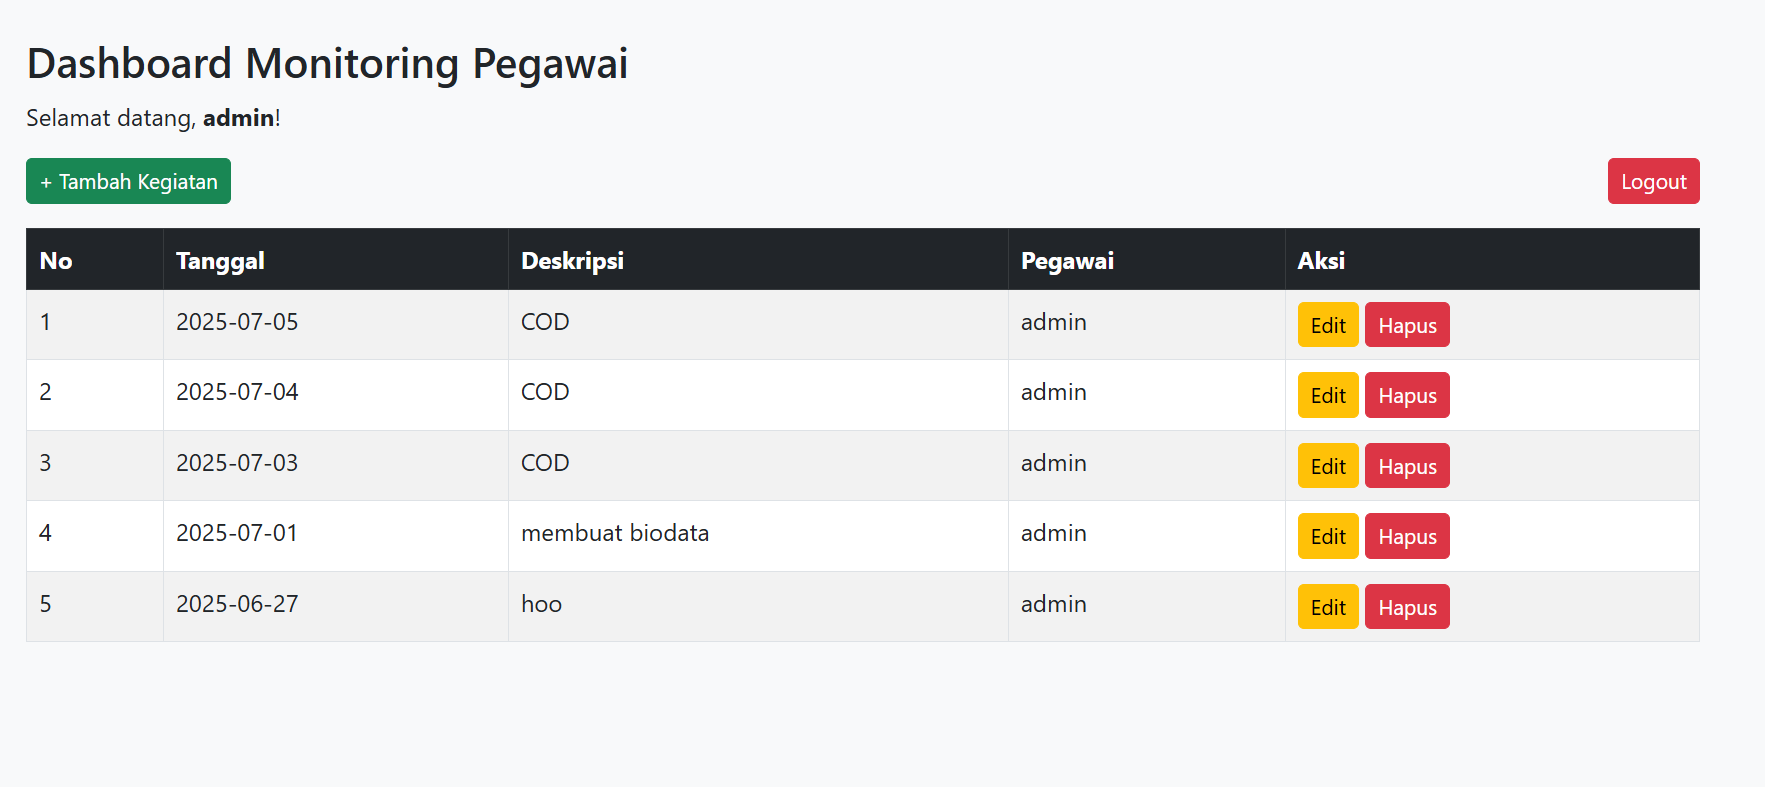 Dashboard Monitoring Pegawai
Selamat datang, admin!
+ Tambah Kegiatan
Logout
No Tanggal Deskripsi Pegawai Aksi
1 2025-07-05 COD admin Edit Hapus
2 2025-07-04 COD admin Edit Hapus
3 2025-07-03 COD admin Edit Hapus
4 2025-07-01 membuat biodata admin Edit Hapus
5 2025-06-27 hoo admin Edit Hapus